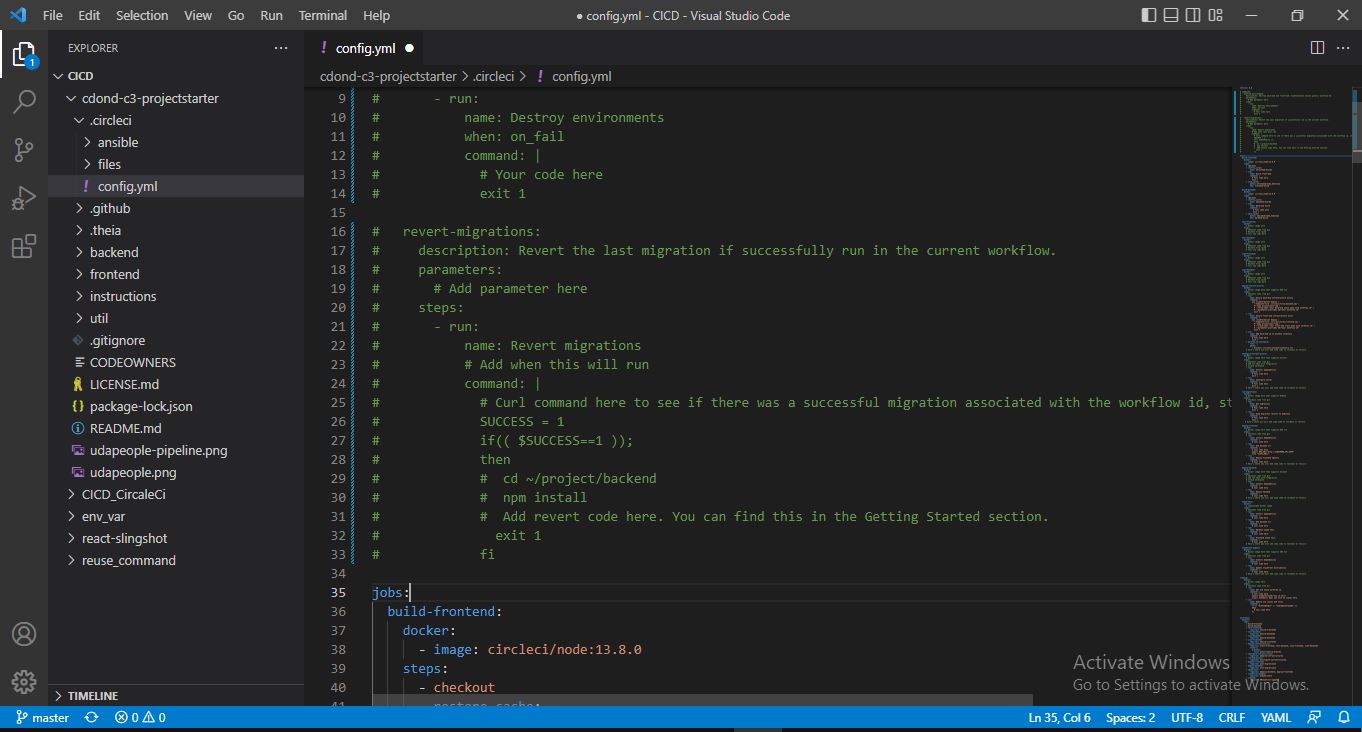 File Edit Selection View Go Run Terminal Help
● config.yml - CICD - Visual Studio Code
EXPLORER
1
CICD
cdond-c3-projectstarter
.circleci
ansible
files
! config.yml
.github
.theia
backend
frontend
instructions
util
.gitignore
CODEOWNERS
LICENSE.md
{} package-lock.json
README.md
udapeople-pipeline.png
udapeople.png
CICD_CircaleCi
env_var
react-slingshot
reuse_command
TIMELINE
! config.yml ●
cdond-c3-projectstarter > .circleci > ! config.yml
9 #       - run:
10 #           name: Destroy environments
11 #           when: on_fail
12 #           command: |
13 #             # Your code here
14 #             exit 1
15
16 #   revert-migrations:
17 #     description: Revert the last migration if successfully run in the current workflow.
18 #     parameters:
19 #       # Add parameter here
20 #     steps:
21 #       - run:
22 #           name: Revert migrations
23 #           # Add when this will run
24 #           command: |
25 #             # Curl command here to see if there was a successful migration associated with the workflow id, st
26 #             SUCCESS = 1
27 #             if(( $SUCCESS==1 ));
28 #             then
29 #             #  cd ~/project/backend
30 #             #  npm install
31 #             #  Add revert code here. You can find this in the Getting Started section.
32 #               exit 1
33 #             fi
34
35 jobs:
36   build-frontend:
37     docker:
38       - image: circleci/node:13.8.0
39     steps:
40       - checkout
Activate Windows
Go to Settings to activate Windows.
master 0 0 Ln 35, Col 6 Spaces: 2 UTF-8 CRLF YAML